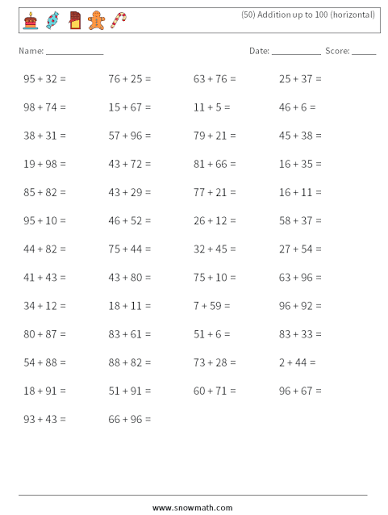 (50) Addition up to 100 (horizontal)
Name: ____________ Date: ____________ Score: _____
95 + 32 = 76 + 25 = 63 + 76 = 25 + 37 =
98 + 74 = 15 + 67 = 11 + 5 = 46 + 6 =
38 + 31 = 57 + 96 = 79 + 21 = 45 + 38 =
19 + 98 = 43 + 72 = 81 + 66 = 16 + 35 =
85 + 82 = 43 + 29 = 77 + 21 = 16 + 11 =
95 + 10 = 46 + 52 = 26 + 12 = 58 + 37 =
44 + 82 = 75 + 44 = 32 + 45 = 27 + 54 =
41 + 43 = 43 + 80 = 75 + 10 = 63 + 96 =
34 + 12 = 18 + 11 = 7 + 59 = 96 + 92 =
80 + 87 = 83 + 61 = 51 + 6 = 83 + 33 =
54 + 88 = 88 + 82 = 73 + 28 = 2 + 44 =
18 + 91 = 51 + 91 = 60 + 71 = 96 + 67 =
93 + 43 = 66 + 96 =
www.snowmath.com